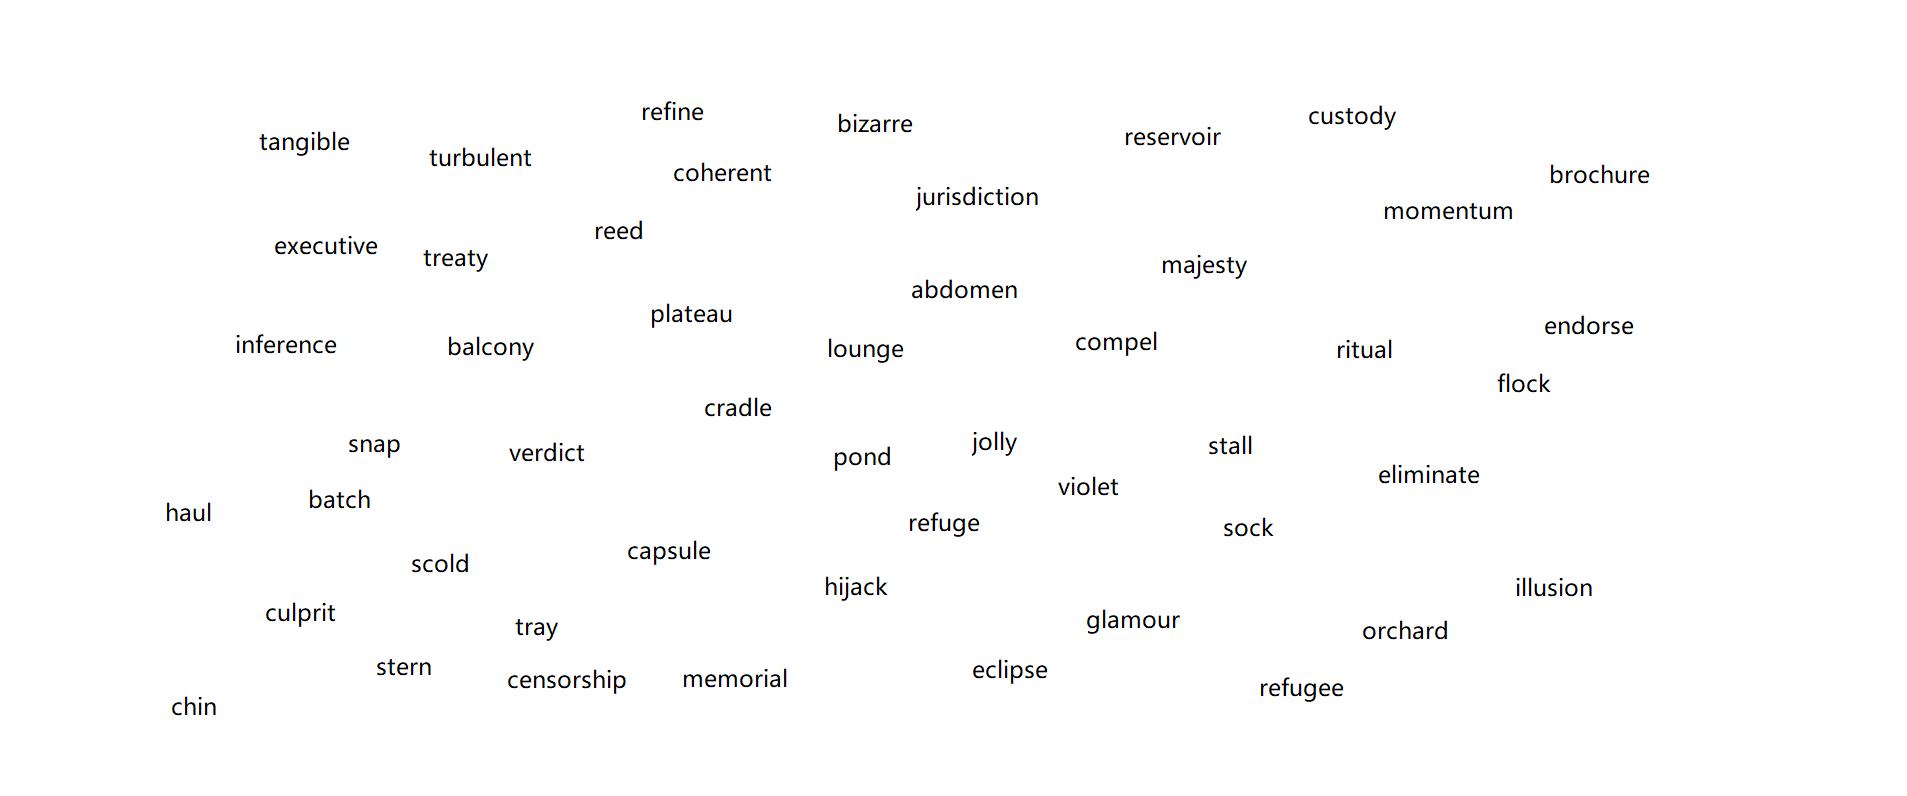 refine
custody
bizarre
reservoir
tangible
turbulent
coherent
brochure
jurisdiction
momentum
reed
executive
treaty
majesty
abdomen
plateau
endorse
compel
inference
balcony
lounge
ritual
flock
cradle
jolly
snap
stall
verdict
pond
eliminate
violet
batch
haul
refuge
sock
capsule
scold
hijack
illusion
culprit
glamour
tray
orchard
stern
eclipse
memorial
censorship
refugee
chin